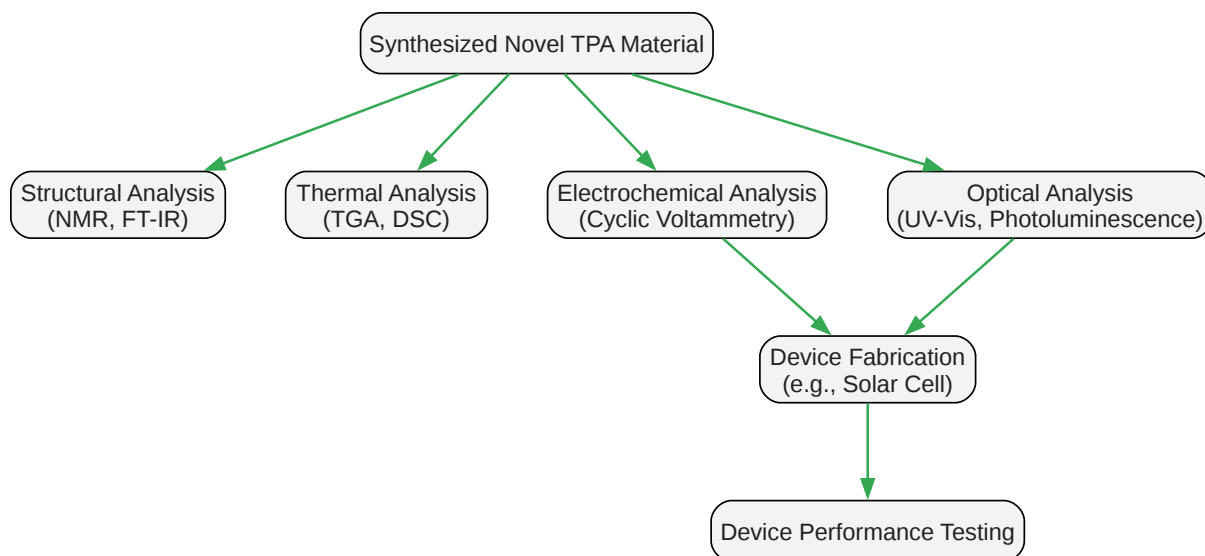 Synthesized Novel TPA Material
Structural Analysis
(NMR, FT-IR)
Thermal Analysis
(TGA, DSC)
Electrochemical Analysis
(Cyclic Voltammetry)
Optical Analysis
(UV-Vis, Photoluminescence)
Device Fabrication
(e.g., Solar Cell)
Device Performance Testing